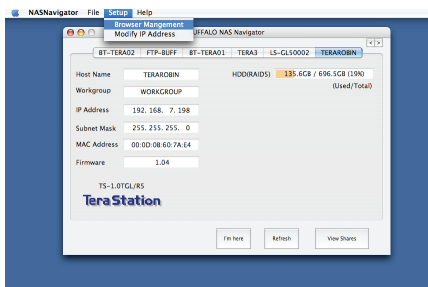 NASNavigator File Setup Help
Browser Mangement
Modify IP Address
UFFALO NAS Navigator
BT-TERA02 FTP-BUFF BT-TERA01 TERA3 LS-GL50002 TERAROBIN
Host Name TERAROBIN HDD(RAID5) 135.6GB / 696.5GB (19%)
(Used/Total)
Workgroup WORKGROUP
IP Address 192. 168. 7. 198
Subnet Mask 255. 255. 255. 0
MAC Address 00:0D:0B:60:7A:E4
Firmware 1.04
TS-1.0TGL/R5
TeraStation
I'm here Refresh View Shares